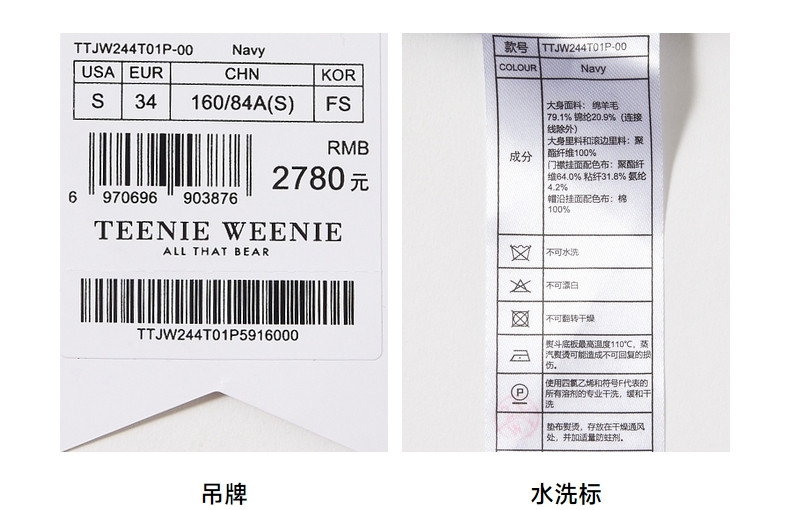 TTJW244T01P-00 Navy
USA EUR CHN KOR
S 34 160/84A(S) FS
RMB
2780元
6 970696 903876
TEENIE WEENIE
ALL THAT BEAR
TTJW244T01P5916000
吊牌
款号 TTJW244T01P-00
COLOUR Navy
成分
大身面料： 绵羊毛
79.1% 锦纶20.9%（连接
线除外）
大身里料和滚边里料：聚
酯纤维100%
门襟挂面配色布：聚酯纤
维64.0% 粘纤31.8% 氨纶
4.2%
帽沿挂面配色布：棉
100%
不可水洗
不可漂白
不可翻转干燥
熨斗底板最高温度110℃，蒸
汽熨烫可能造成不可回复的损
伤。
P
使用四氯乙烯和符号F代表的
所有溶剂的专业干洗，缓和干
洗
垫布熨烫，存放在干燥通风
处，并加适量防蛀剂。
水洗标